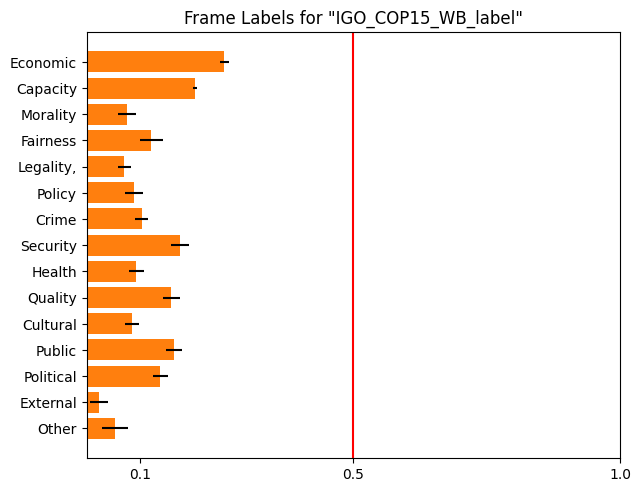 Frame Labels for "IGO_COP15_WB_label"
Economic
Capacity
Morality
Fairness
Legality,
Policy
Crime
Security
Health
Quality
Cultural
Public
Political
External
Other
0.1 0.5 1.0